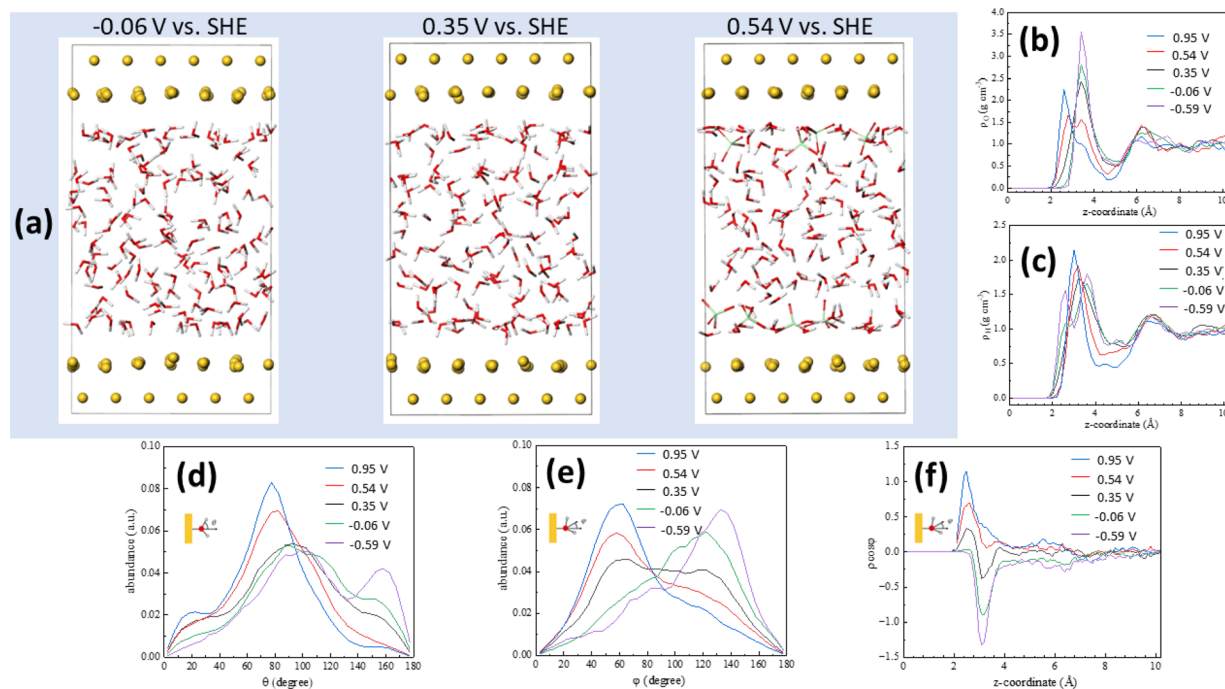 -0.06 V vs. SHE
0.35 V vs. SHE
0.54 V vs. SHE
(a)
(b)
4.0
3.5
3.0
2.5
2.0
1.5
1.0
0.5
0.0
ρO (g cm-3)
0.95 V
0.54 V
0.35 V
-0.06 V
-0.59 V
0 2 4 6 8 10
z-coordinate (Å)
(c)
2.5
2.0
1.5
1.0
0.5
0.0
ρH (g cm-3)
0.95 V
0.54 V
0.35 V
-0.06 V
-0.59 V
0 2 4 6 8 10
z-coordinate (Å)
(d)
0.10
0.08
0.06
0.04
0.02
0.00
abundance (a.u.)
0.95 V
0.54 V
0.35 V
-0.06 V
-0.59 V
θ
0 20 40 60 80 100 120 140 160 180
θ (degree)
(e)
0.10
0.08
0.06
0.04
0.02
0.00
abundance (a.u.)
0.95 V
0.54 V
0.35 V
-0.06 V
-0.59 V
φ
0 20 40 60 80 100 120 140 160 180
φ (degree)
(f)
1.5
1.0
0.5
0.0
−0.5
−1.0
−1.5
ρcosφ
0.95 V
0.54 V
0.35 V
-0.06 V
-0.59 V
φ
0 2 4 6 8 10
z-coordinate (Å)